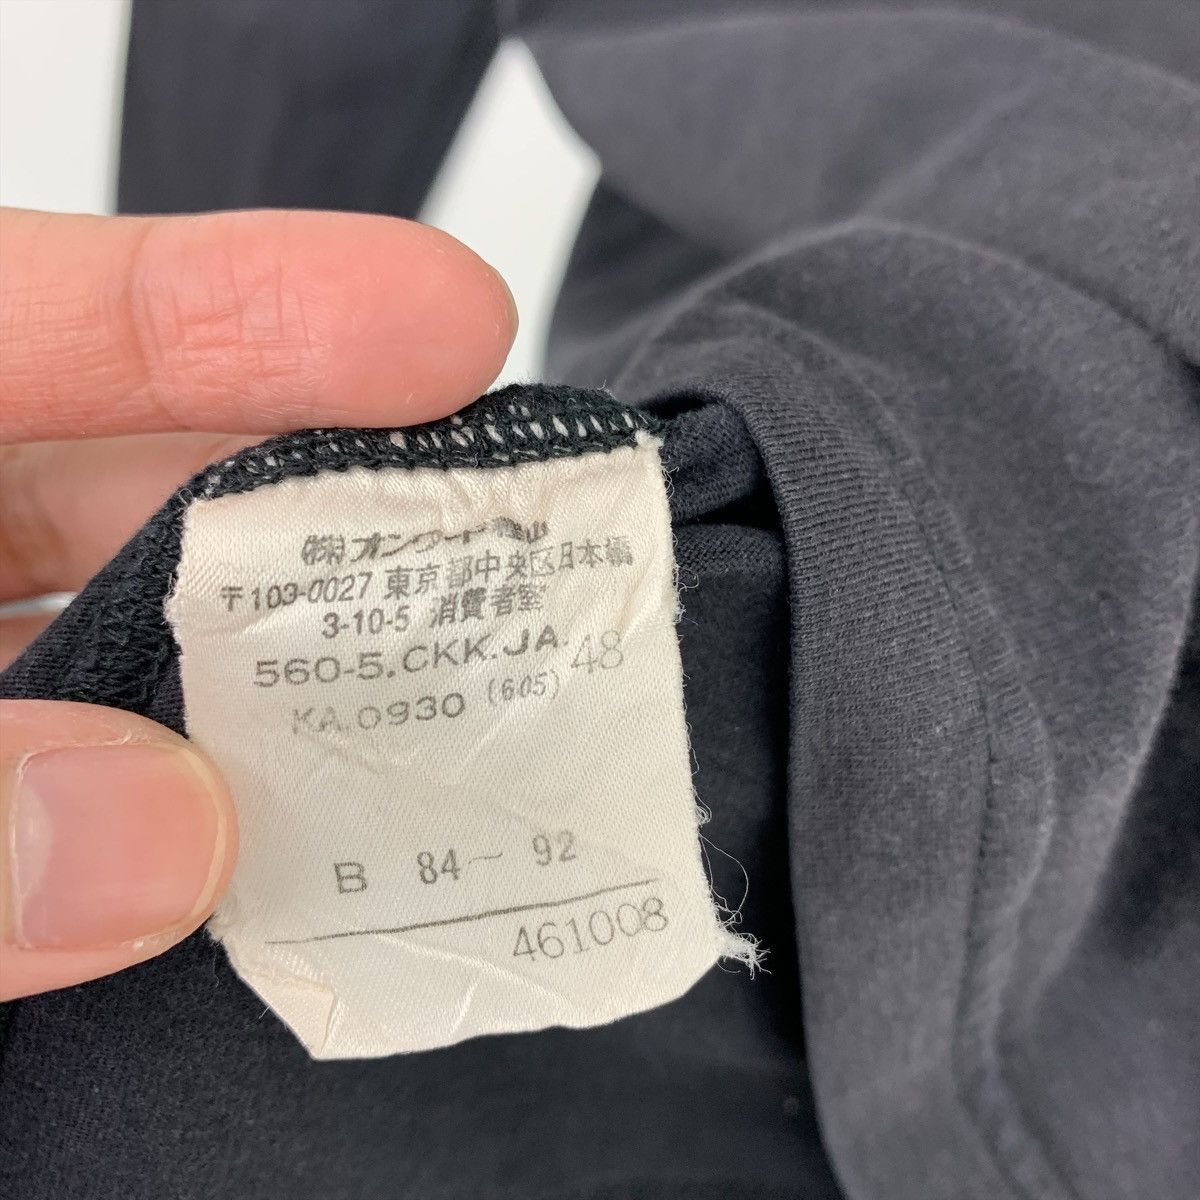 (株)オンワード樫山
〒103-0027 東京都中央区日本橋
3-10-5 消費者室
560-5.CKK.JA. 48
KA.0930 (605)
B 84〜 92
461008